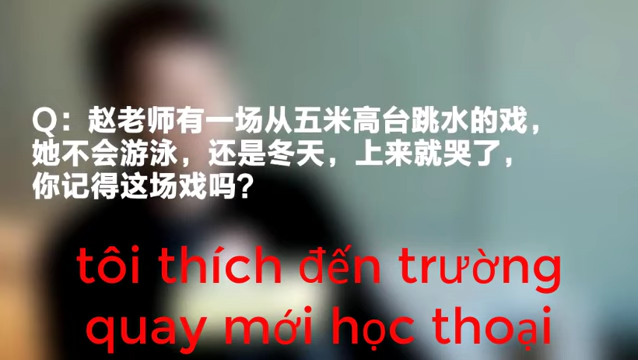 Q：赵老师有一场从五米高台跳水的戏，
她不会游泳，还是冬天，上来就哭了，
你记得这场戏吗？
tôi thích đến trường
quay mới học thoại